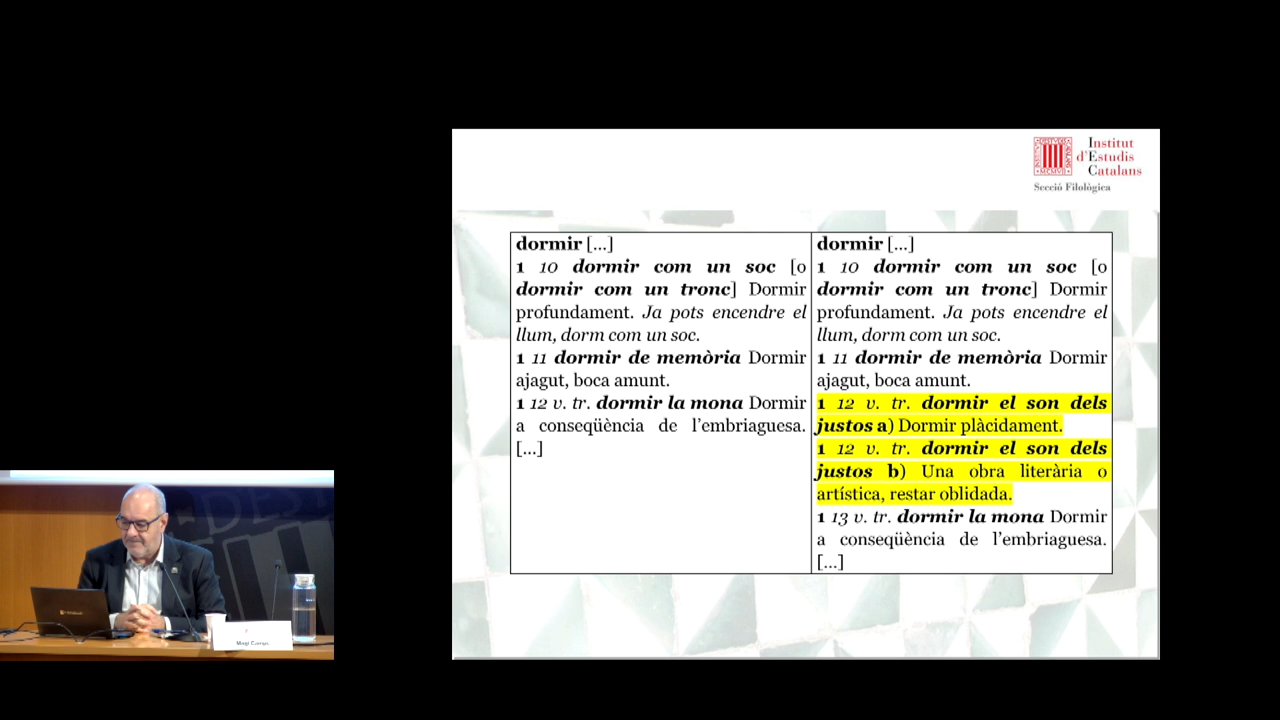 Institut
d'Estudis
Catalans
Secció Filològica
dormir [...]
1 10 dormir com un soc [o
dormir com un tronc] Dormir
profundament. Ja pots encendre el
llum, dorm com un soc.
1 11 dormir de memòria Dormir
ajagut, boca amunt.
1 12 v. tr. dormir la mona Dormir
a conseqüència de l'embriaguesa.
[...]
dormir [...]
1 10 dormir com un soc [o
dormir com un tronc] Dormir
profundament. Ja pots encendre el
llum, dorm com un soc.
1 11 dormir de memòria Dormir
ajagut, boca amunt.
1 12 v. tr. dormir el son dels
justos a) Dormir plàcidament.
1 12 v. tr. dormir el son dels
justos b) Una obra literària o
artística, restar oblidada.
1 13 v. tr. dormir la mona Dormir
a conseqüència de l'embriaguesa.
[...]